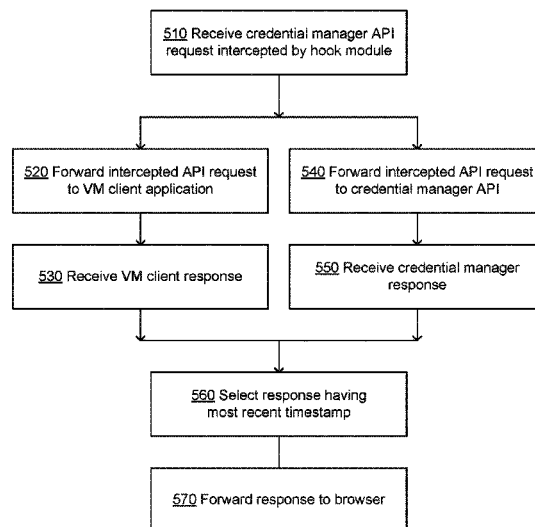 510 Receive credential manager API
request intercepted by hook module
520 Forward intercepted API request
to VM client application
540 Forward intercepted API request
to credential manager API
530 Receive VM client response
550 Receive credential manager
response
560 Select response having
most recent timestamp
570 Forward response to browser